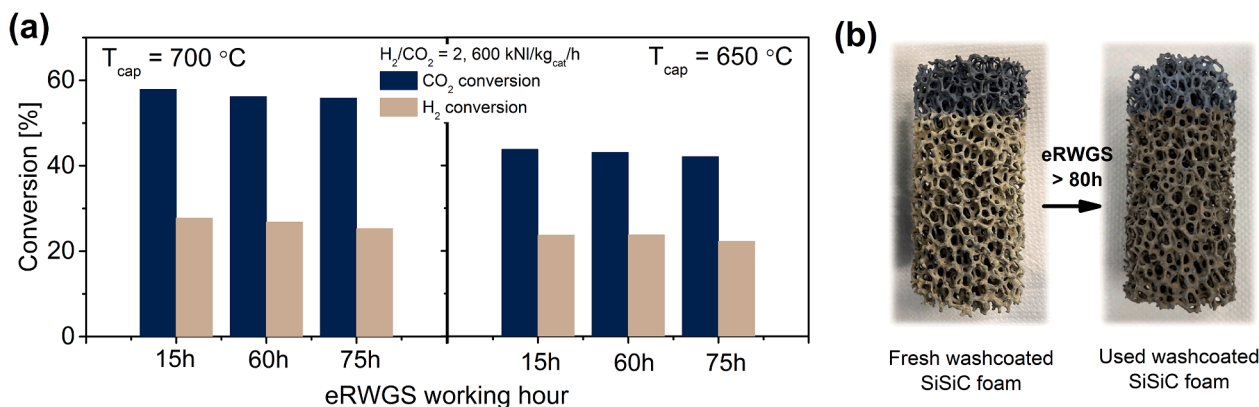 (a)
T_cap = 700 °C
H₂/CO₂ = 2, 600 kNl/kg_cat/h
CO₂ conversion
H₂ conversion
T_cap = 650 °C
Conversion [%]
60
40
20
0
15h 60h 75h 15h 60h 75h
eRWGS working hour
(b)
eRWGS
> 80h
Fresh washcoated
SiSiC foam
Used washcoated
SiSiC foam